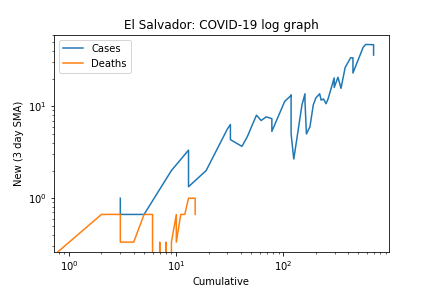 El Salvador: COVID-19 log graph
Cases
Deaths
New (3 day SMA)
10¹
10⁰
10⁰
10¹
10²
Cumulative